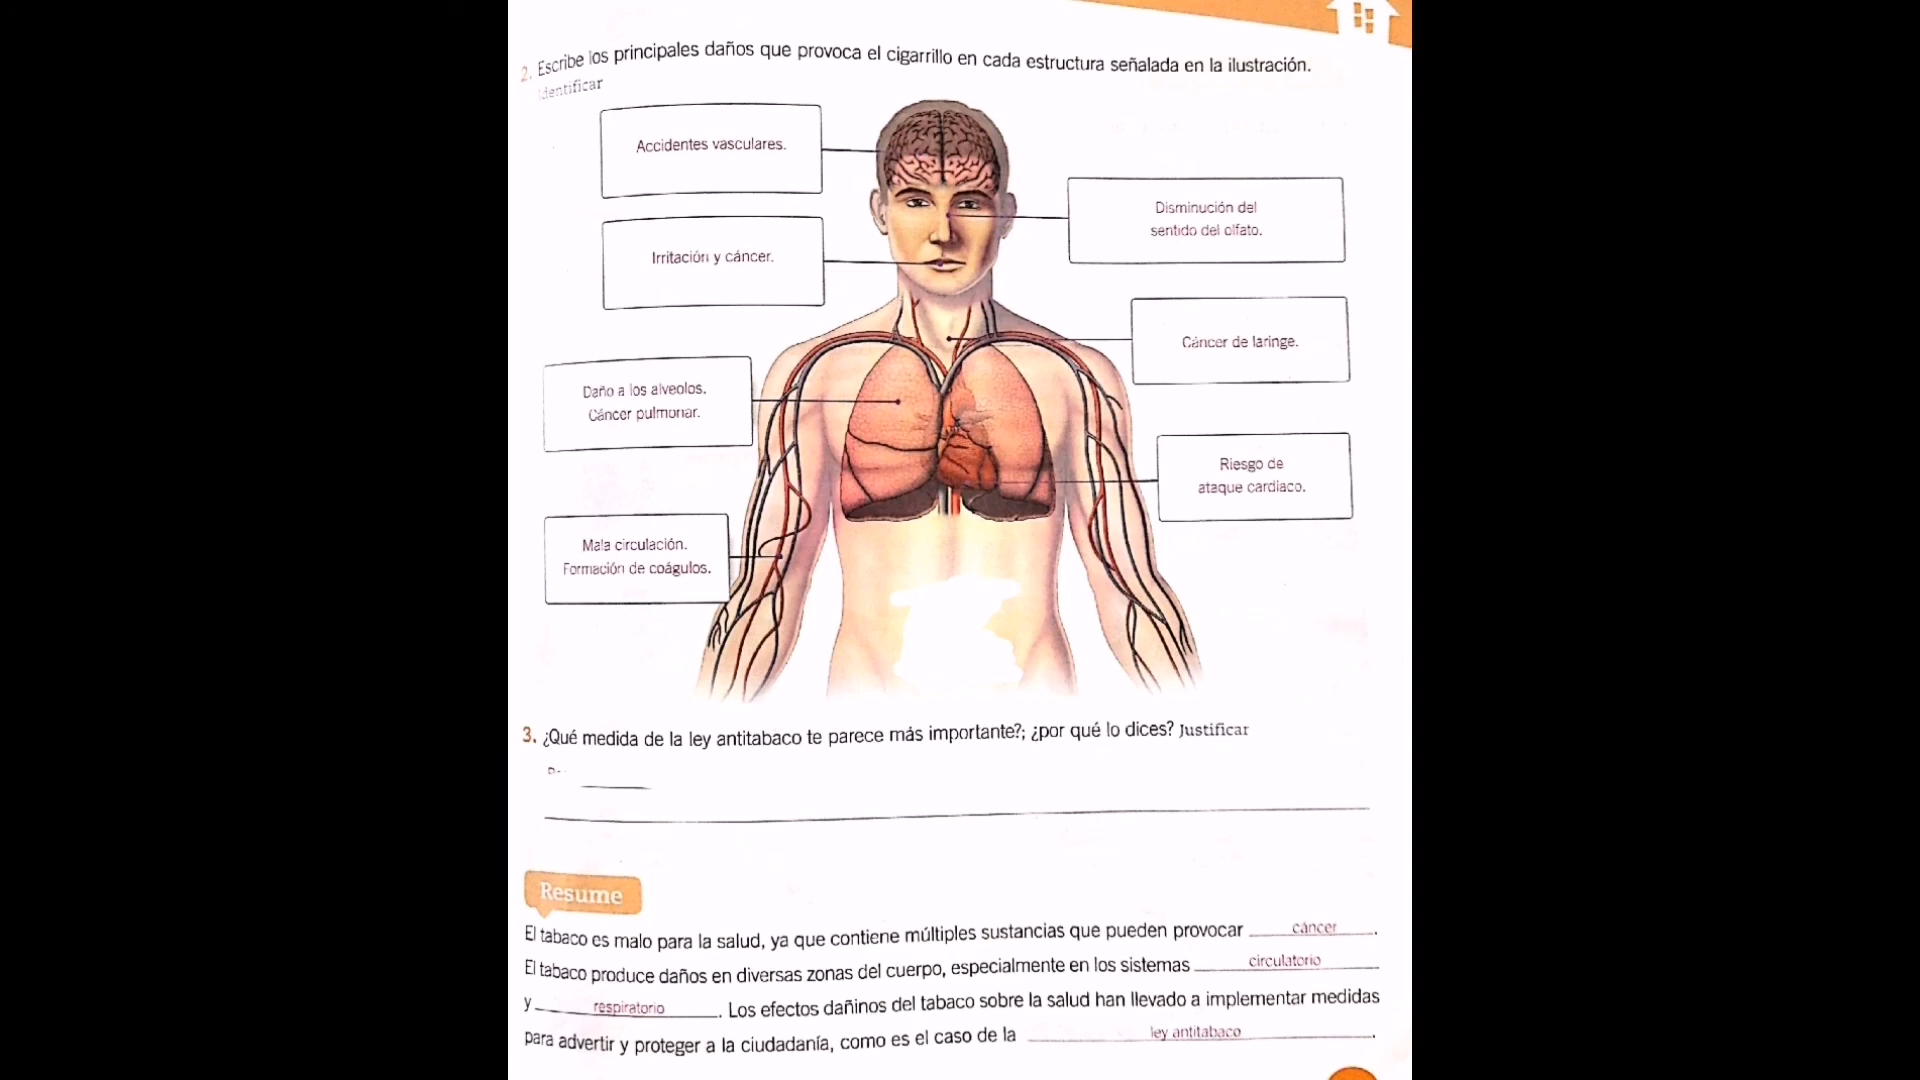 2. Escribe los principales daños que provoca el cigarrillo en cada estructura señalada en la ilustración.
Identificar
Accidentes vasculares.
Disminución del
sentido del olfato.
Irritación y cáncer.
Cáncer de laringe.
Daño a los alveolos.
Cáncer pulmonar.
Riesgo de
ataque cardiaco.
Mala circulación.
Formación de coágulos.
3. ¿Qué medida de la ley antitabaco te parece más importante?; ¿por qué lo dices? Justificar
Resume
El tabaco es malo para la salud, ya que contiene múltiples sustancias que pueden provocar cáncer.
El tabaco produce daños en diversas zonas del cuerpo, especialmente en los sistemas circulatorio
y respiratorio. Los efectos dañinos del tabaco sobre la salud han llevado a implementar medidas
para advertir y proteger a la ciudadanía, como es el caso de la ley antitabaco.